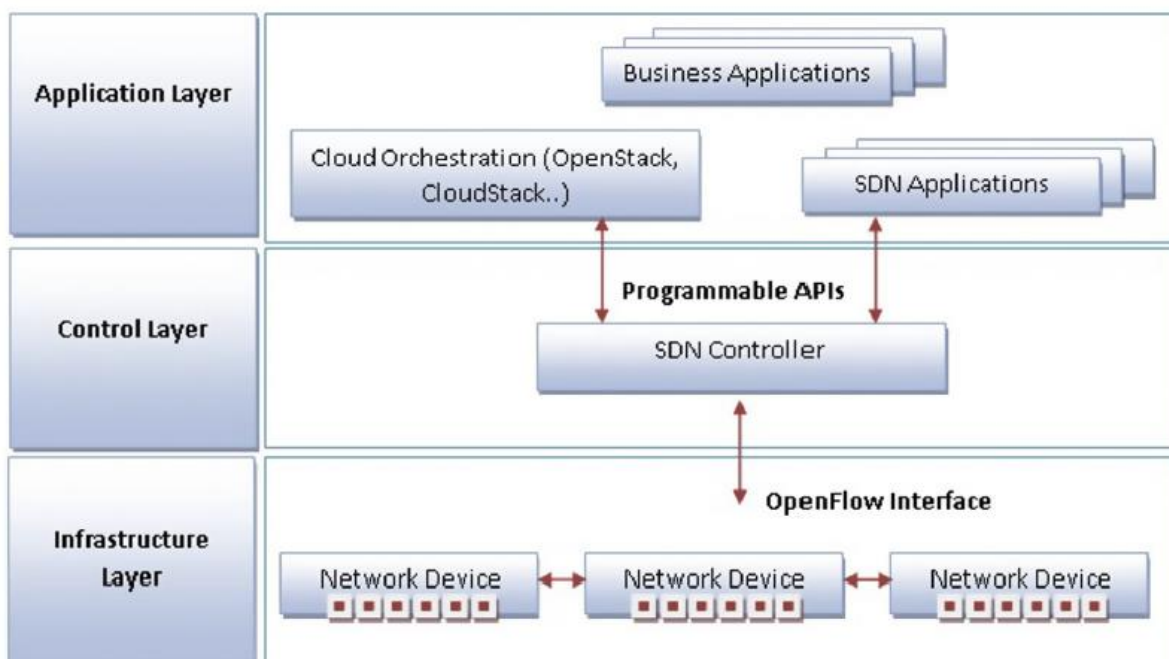 Application Layer
Business Applications
Cloud Orchestration (OpenStack,
CloudStack..)
SDN Applications
Control Layer
Programmable APIs
SDN Controller
Infrastructure
Layer
OpenFlow Interface
Network Device
Network Device
Network Device